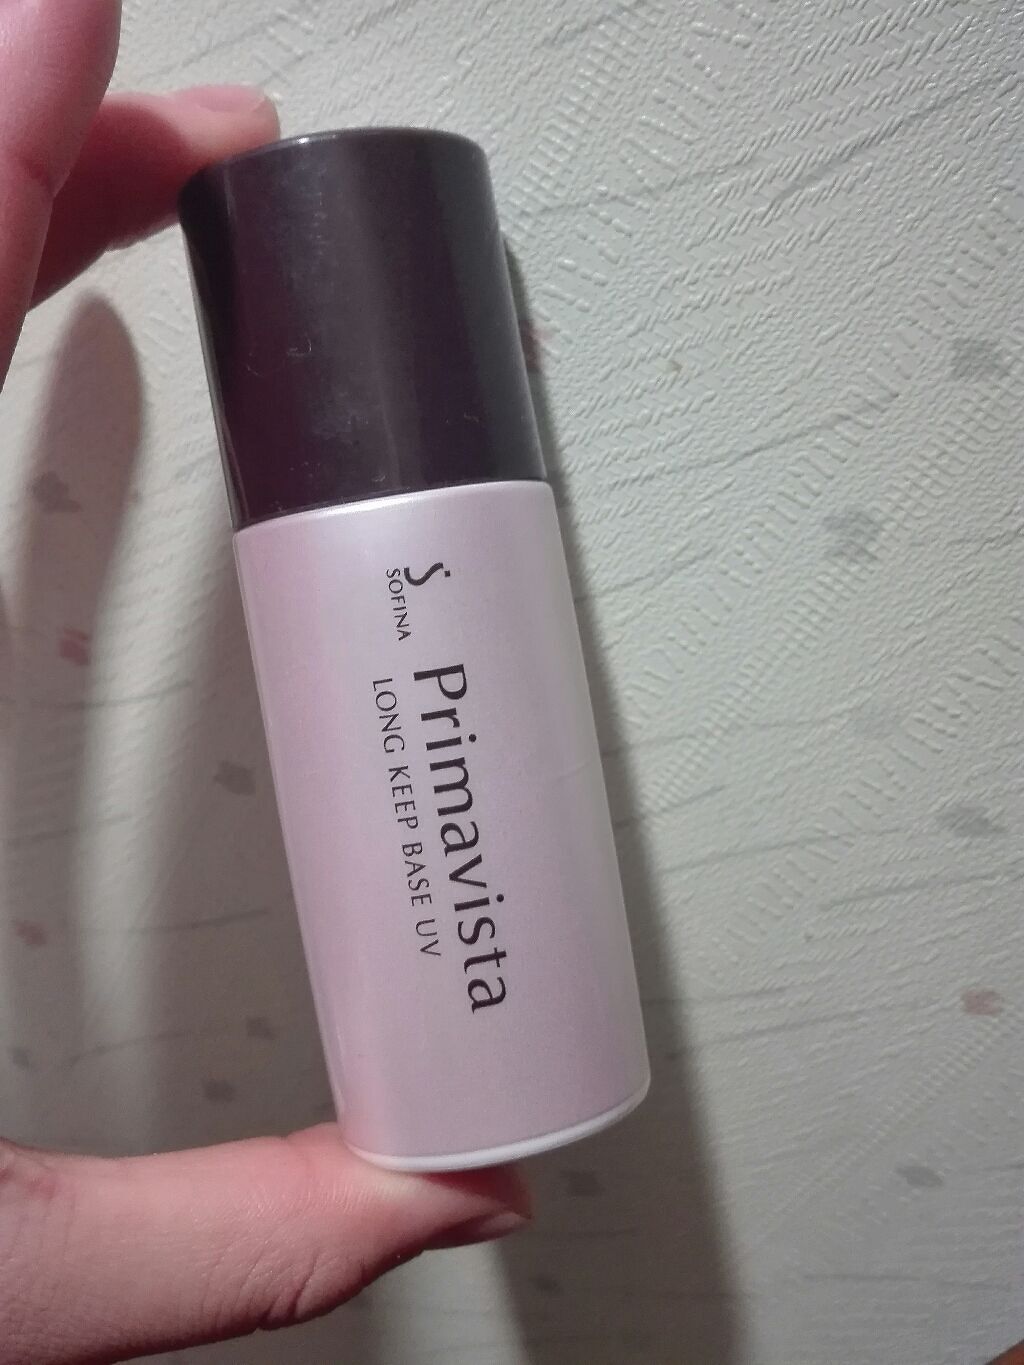 SOFINA
Primavista
LONG KEEP BASE UV